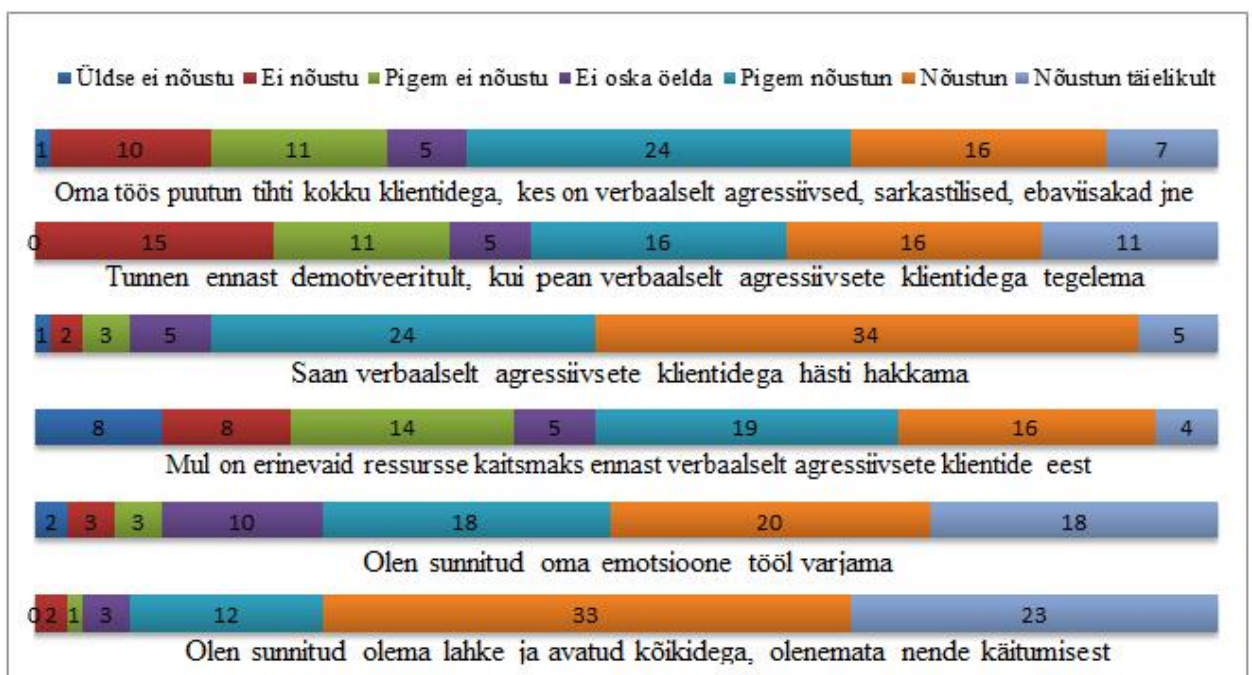 Üldse ei nõustu Ei nõustu Pigem ei nõustu Ei oska öelda Pigem nõustun Nõustun Nõustun täielikult
1 10 11 5 24 16 7
Oma töös puutun tihti kokku klientidega, kes on verbaalselt agressiivsed, sarkastilised, ebaviisakad jne
0 15 11 5 16 16 11
Tunnen ennast demotiveeritult, kui pean verbaalselt agressiivsete klientidega tegelema
1 2 3 5 24 34 5
Saan verbaalselt agressiivsete klientidega hästi hakkama
8 8 14 5 19 16 4
Mul on erinevaid ressursse kaitsmaks ennast verbaalselt agressiivsete klientide eest
2 3 3 10 18 20 18
Olen sunnitud oma emotsioone tööl varjama
0 2 1 3 12 33 23
Olen sunnitud olema lahke ja avatud kõikidega, olenemata nende käitumisest